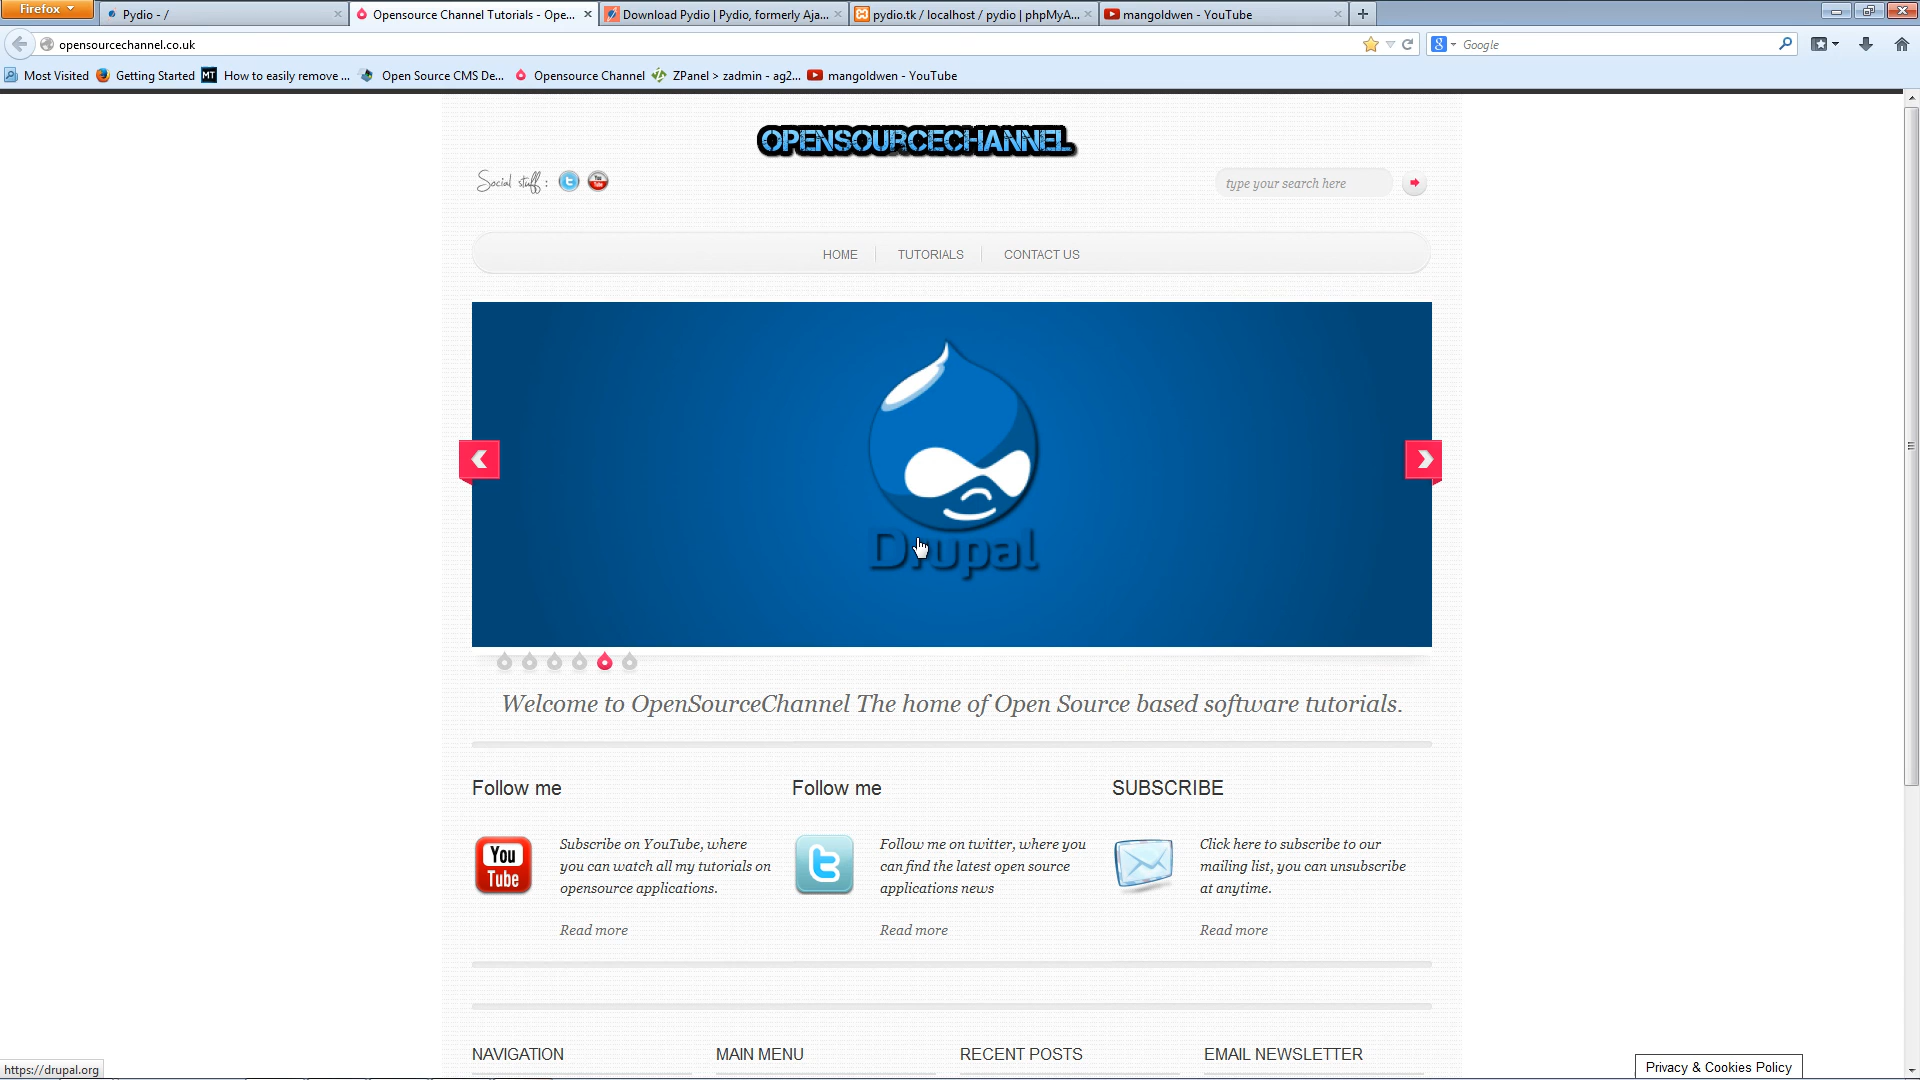 Firefox
Pydio - /
Opensource Channel Tutorials - Ope...
Download Pydio | Pydio, formerly Aja...
pydio.tk / localhost / pydio | phpMyA...
mangoldwen - YouTube
opensourcechannel.co.uk
Google
Most Visited
Getting Started
How to easily remove ...
Open Source CMS De...
Opensource Channel
ZPanel > zadmin - ag2...
mangoldwen - YouTube
OPENSOURCECHANNEL
Social stuff :
type your search here
HOME
TUTORIALS
CONTACT US
Drupal
Welcome to OpenSourceChannel The home of Open Source based software tutorials.
Follow me
Follow me
SUBSCRIBE
You Tube
Subscribe on YouTube, where
you can watch all my tutorials on
opensource applications.
Read more
Follow me on twitter, where you
can find the latest open source
applications news
Read more
Click here to subscribe to our
mailing list, you can unsubscribe
at anytime.
Read more
NAVIGATION
MAIN MENU
RECENT POSTS
EMAIL NEWSLETTER
https://drupal.org
Privacy & Cookies Policy